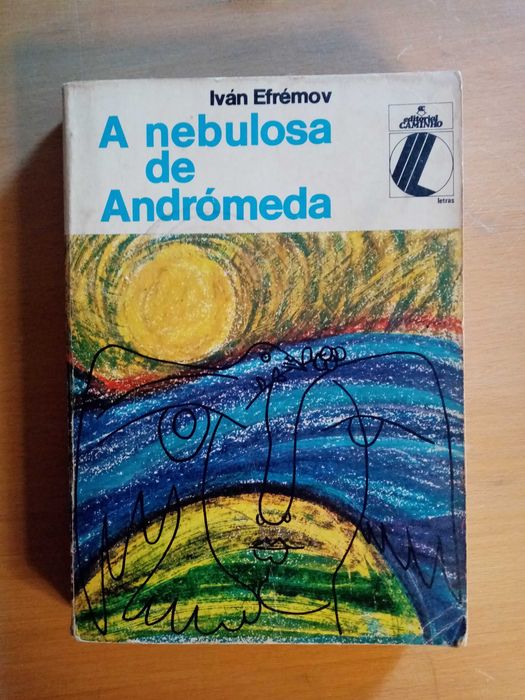 Iván Efrémov
A nebulosa
de
Andrómeda
editorial
CAMINHO
letras